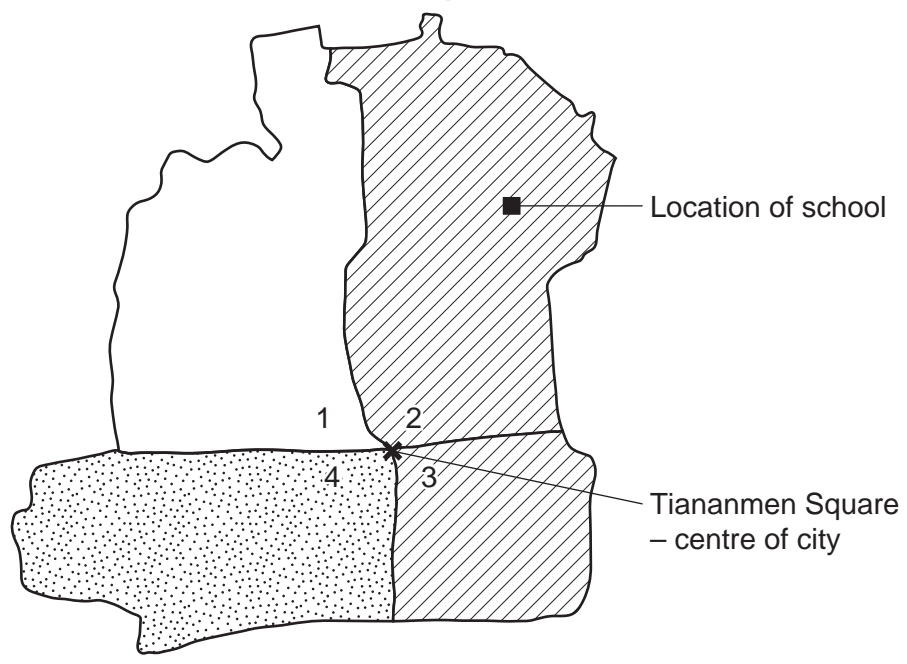 Location of school
1 2
4 3
Tiananmen Square
– centre of city